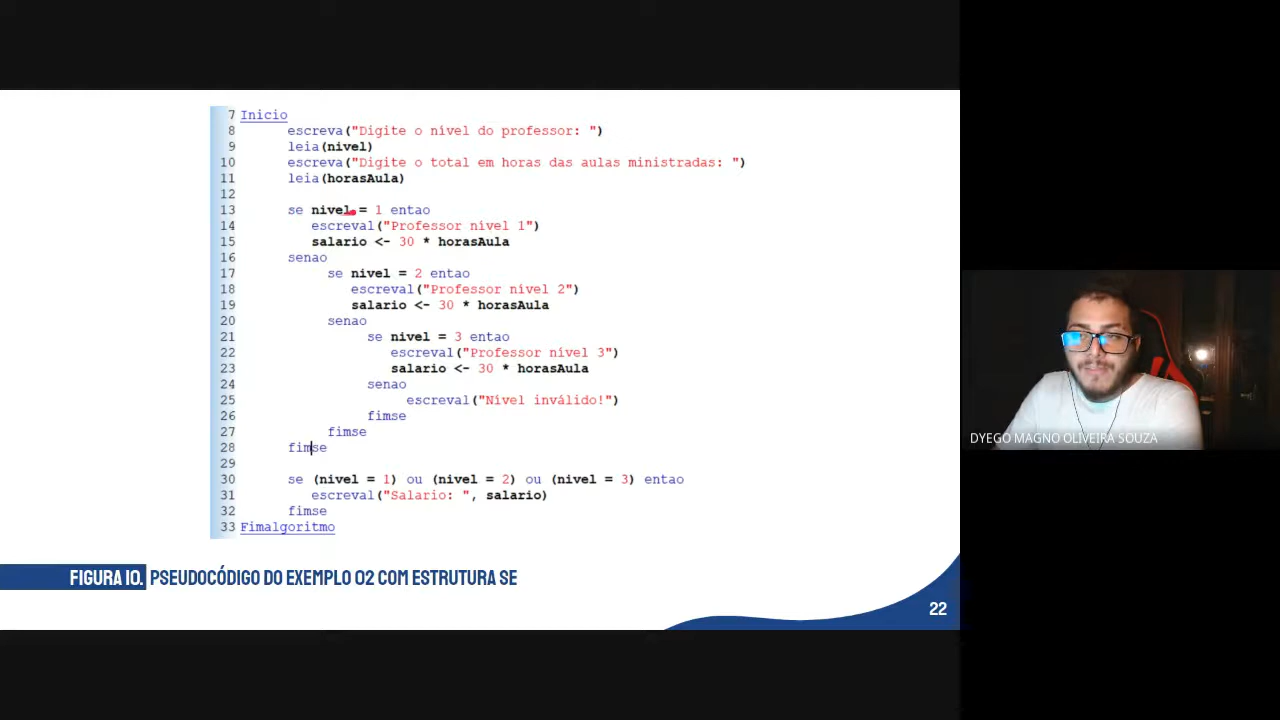 7 Inicio
8 escreva("Digite o nível do professor: ")
9 leia(nivel)
10 escreva("Digite o total em horas das aulas ministradas: ")
11 leia(horasAula)
12
13 se nivel = 1 entao
14 escreval("Professor nível 1")
15 salario <- 30 * horasAula
16 senao
17 se nivel = 2 entao
18 escreval("Professor nível 2")
19 salario <- 30 * horasAula
20 senao
21 se nivel = 3 entao
22 escreval("Professor nível 3")
23 salario <- 30 * horasAula
24 senao
25 escreval("Nível inválido!")
26 fimse
27 fimse
28 fimse
29
30 se (nivel = 1) ou (nivel = 2) ou (nivel = 3) entao
31 escreval("Salario: ", salario)
32 fimse
33 Fimalgoritmo
FIGURA 10. PSEUDOCÓDIGO DO EXEMPLO 02 COM ESTRUTURA SE
22
DYEGO MAGNO OLIVEIRA SOUZA